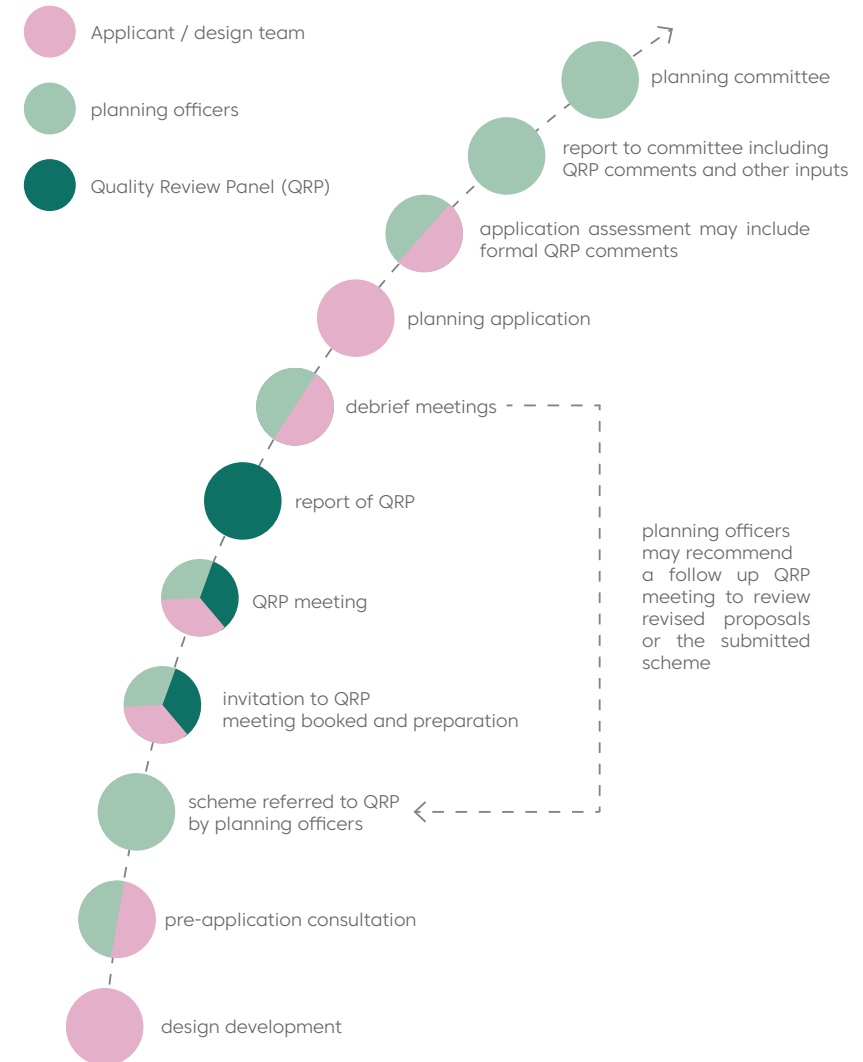 Applicant / design team
planning officers
Quality Review Panel (QRP)
planning committee
report to committee including
QRP comments and other inputs
application assessment may include
formal QRP comments
planning application
debrief meetings
report of QRP
planning officers
may recommend
a follow up QRP
meeting to review
revised proposals
or the submitted
scheme
QRP meeting
invitation to QRP
meeting booked and preparation
scheme referred to QRP
by planning officers
pre-application consultation
design development